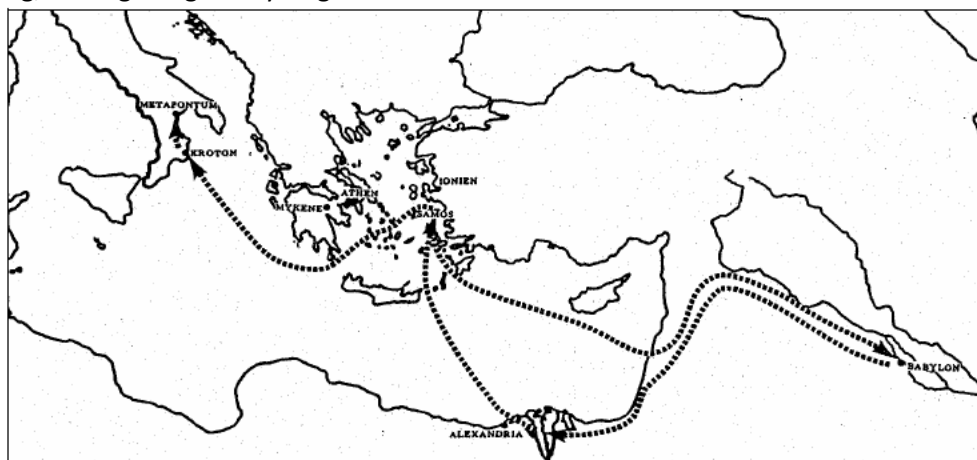 METAPONTUM
KROTON
ATHEN
MYKENE
IONIEN
SAMOS
BABYLON
ALEXANDRIA